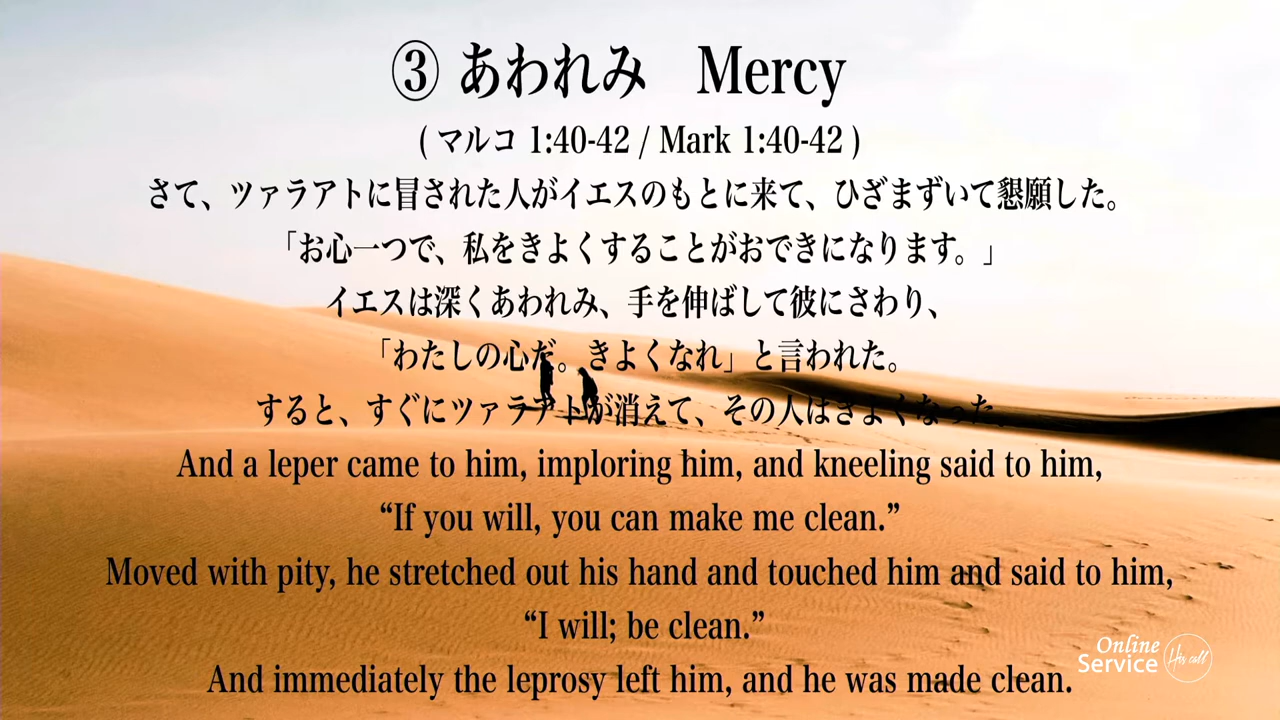 ③ あわれみ　Mercy
( マルコ 1:40-42 / Mark 1:40-42 )
さて、ツァラアトに冒された人がイエスのもとに来て、ひざまずいて懇願した。
「お心一つで、私をきよくすることがおできになります。」
イエスは深くあわれみ、手を伸ばして彼にさわり、
「わたしの心だ。きよくなれ」と言われた。
すると、すぐにツァラアトが消えて、その人はきよくなった。
And a leper came to him, imploring him, and kneeling said to him,
“If you will, you can make me clean.”
Moved with pity, he stretched out his hand and touched him and said to him,
“I will; be clean.”
And immediately the leprosy left him, and he was made clean.
Online
Service
His call